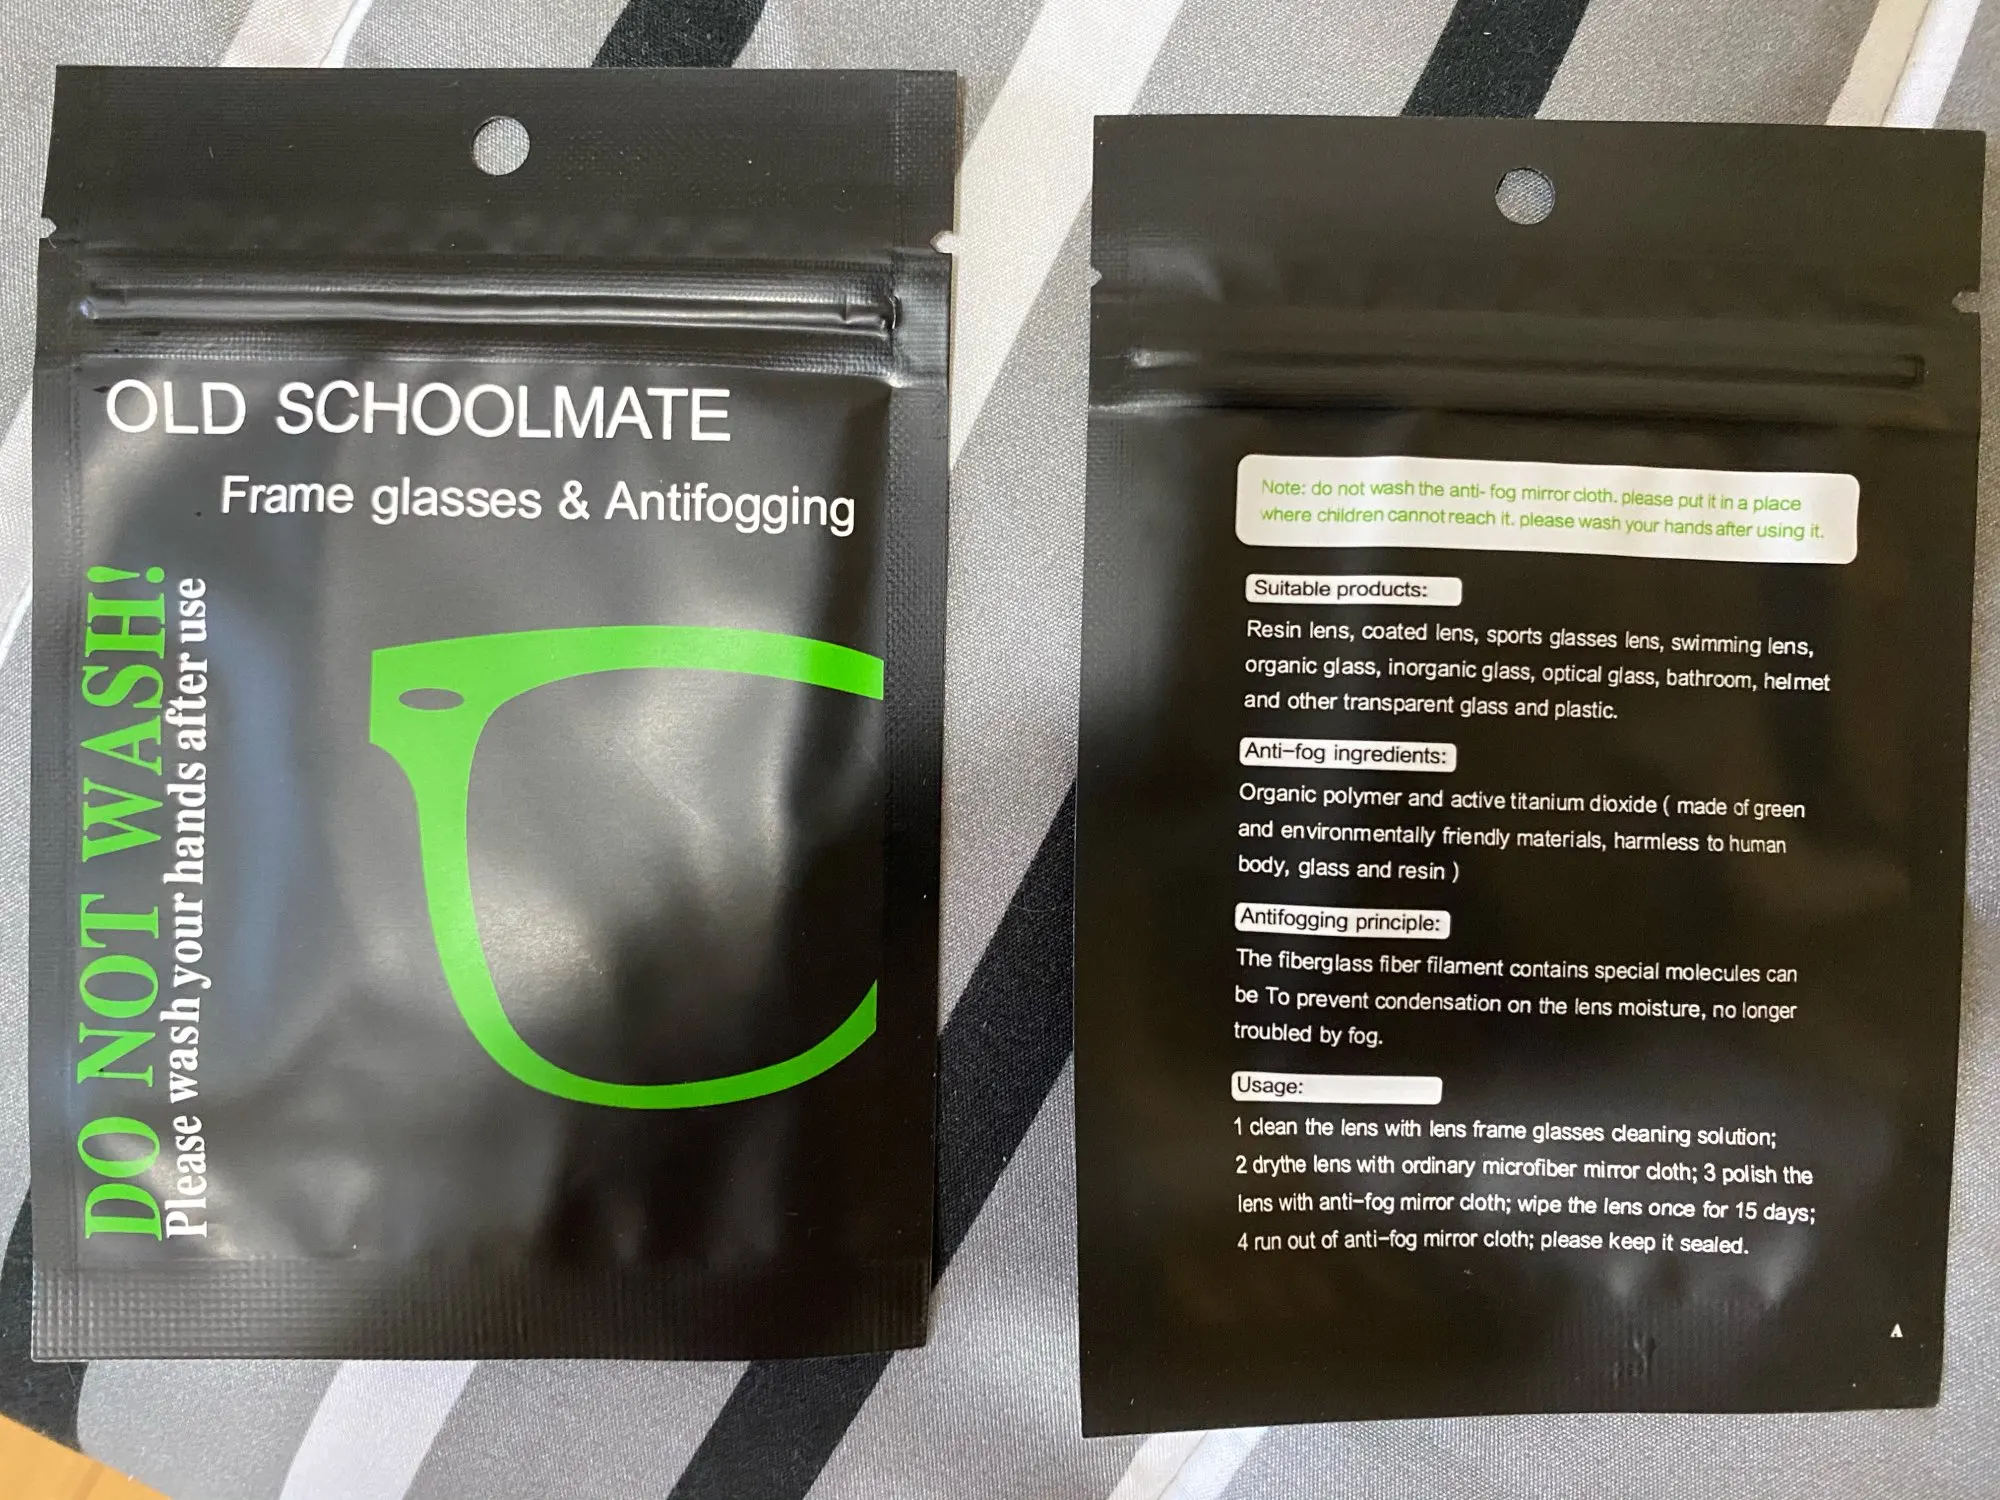 OLD SCHOOLMATE
Frame glasses & Antifogging
DO NOT WASH!
Please wash your hands after use
Note: do not wash the anti- fog mirror cloth. please put it in a place
where children cannot reach it. please wash your hands after using it.
Suitable products:
Resin lens, coated lens, sports glasses lens, swimming lens,
organic glass, inorganic glass, optical glass, bathroom, helmet
and other transparent glass and plastic.
Anti-fog ingredients:
Organic polymer and active titanium dioxide ( made of green
and environmentally friendly materials, harmless to human
body, glass and resin )
Antifogging principle:
The fiberglass fiber filament contains special molecules can
be To prevent condensation on the lens moisture, no longer
troubled by fog.
Usage:
1 clean the lens with lens frame glasses cleaning solution;
2 drythe lens with ordinary microfiber mirror cloth; 3 polish the
lens with anti-fog mirror cloth; wipe the lens once for 15 days;
4 run out of anti-fog mirror cloth; please keep it sealed.
A